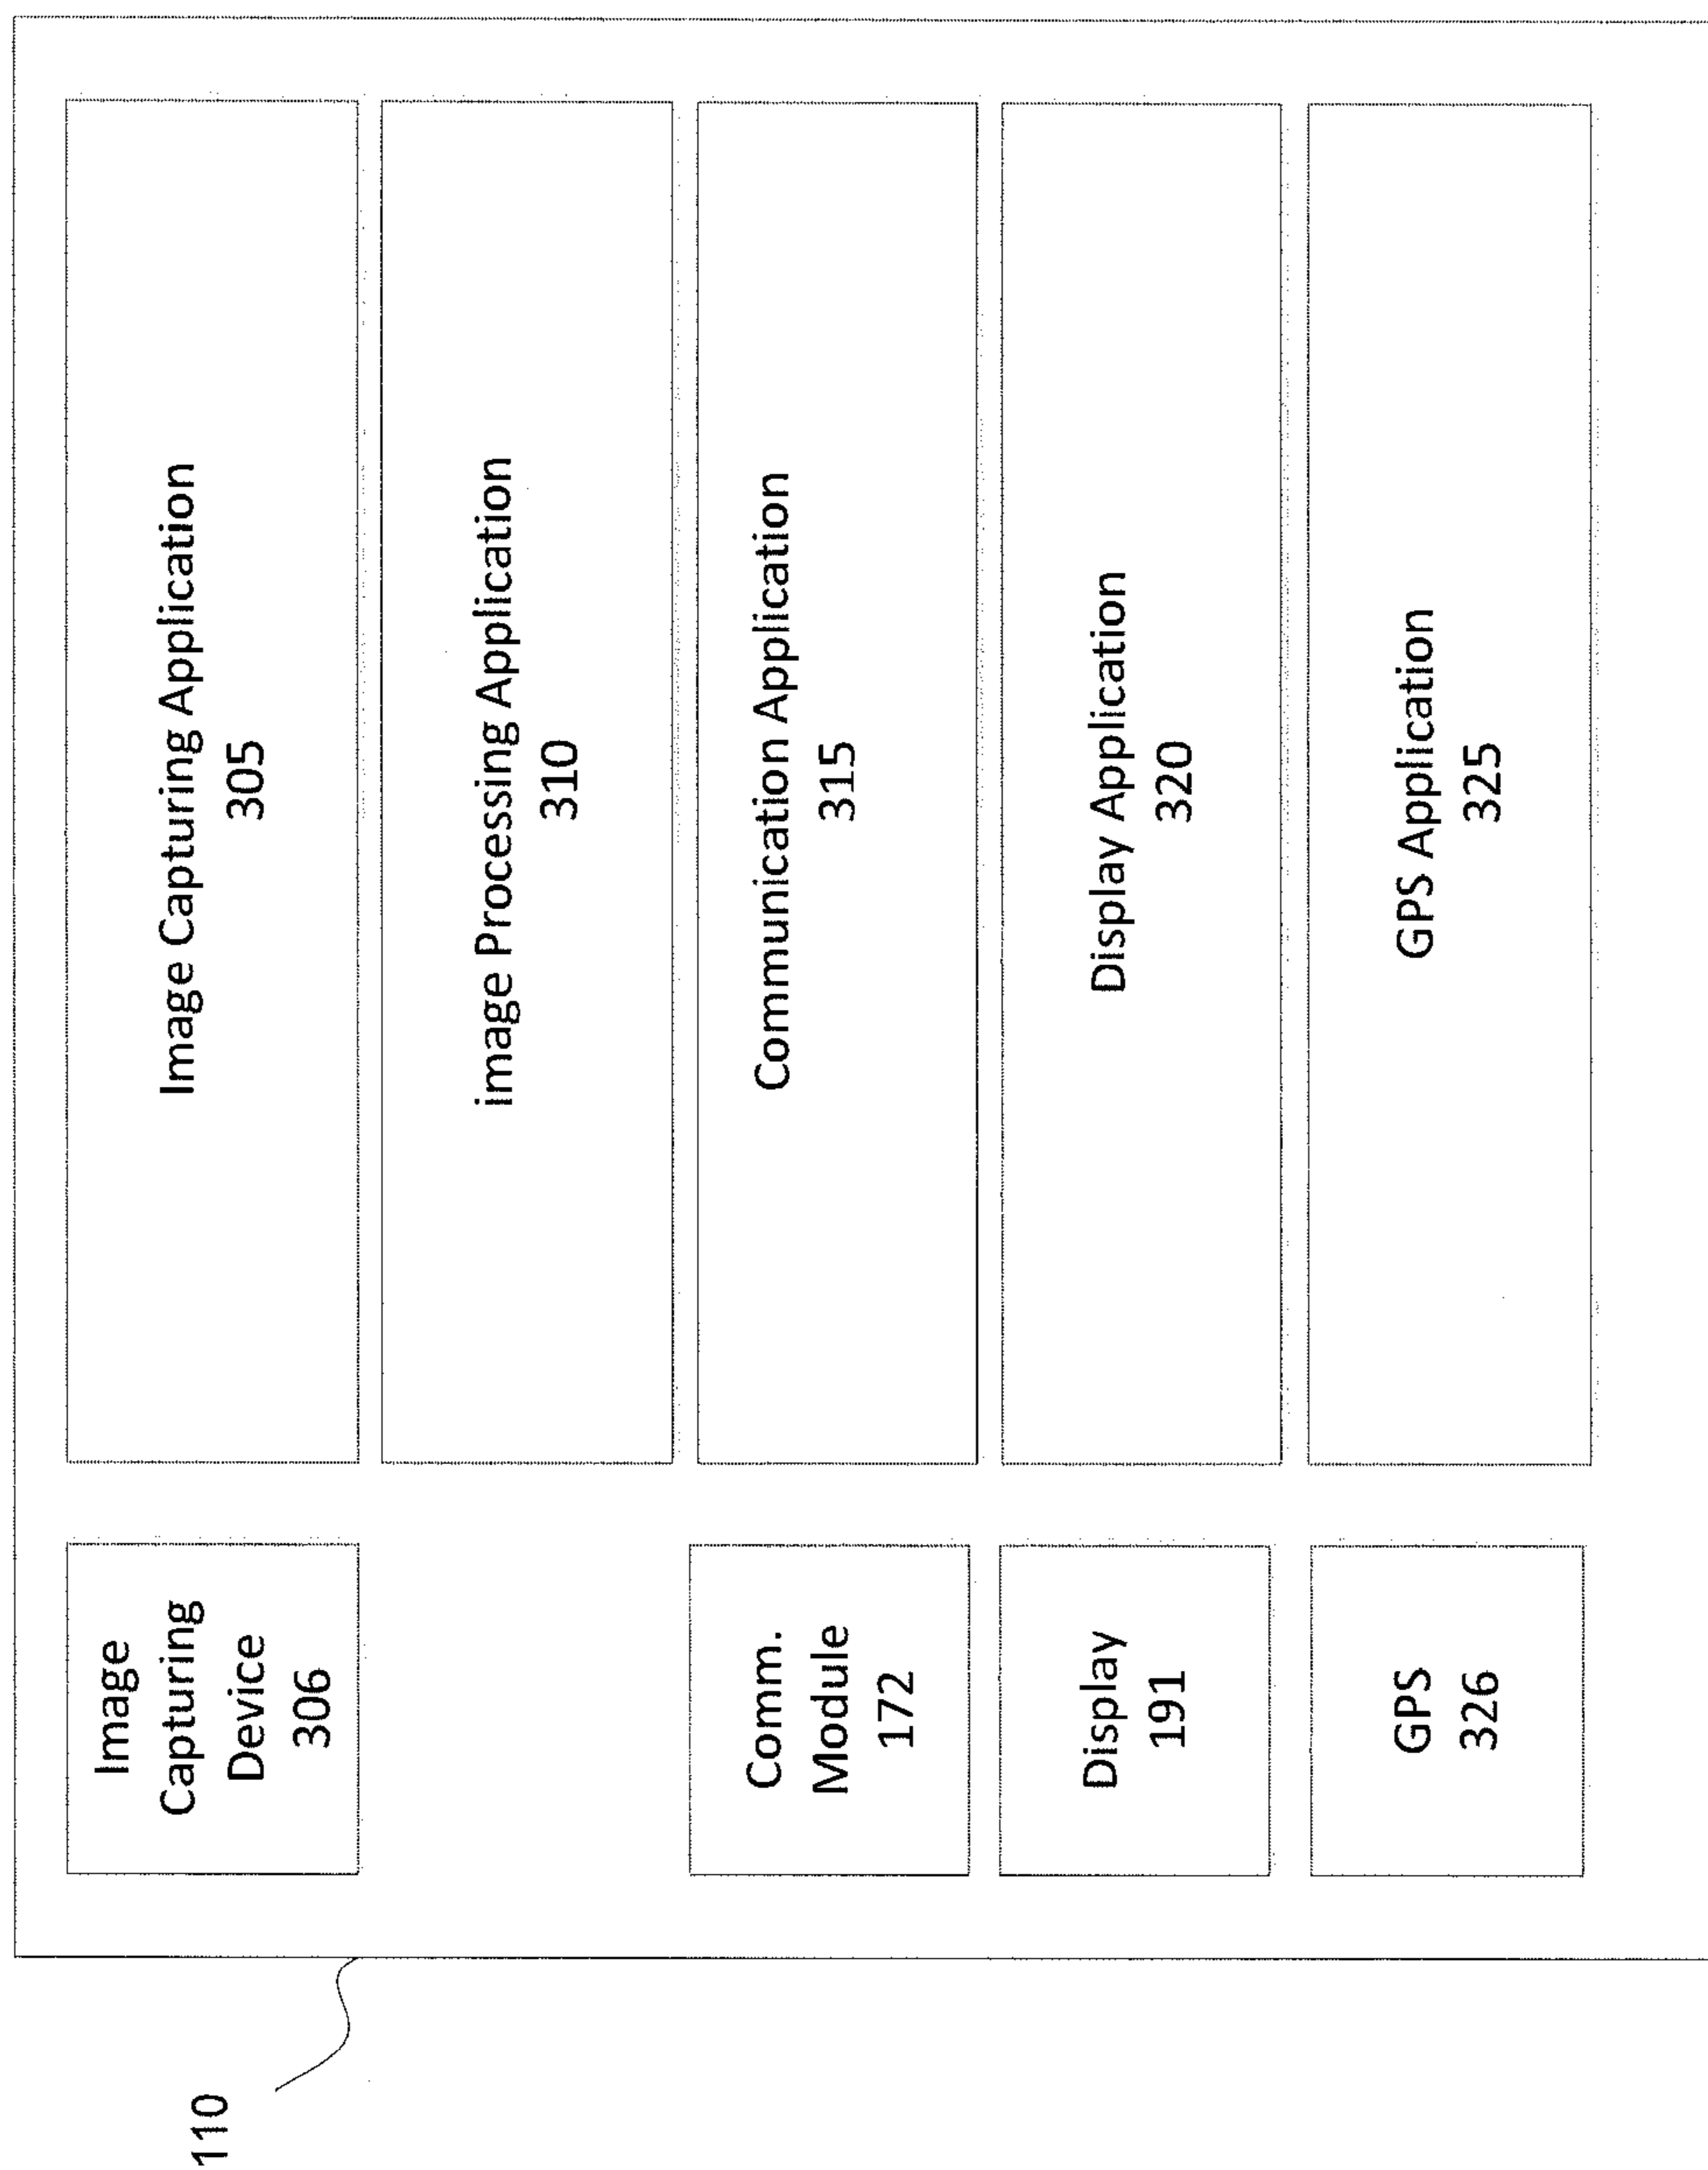 110
Image
Capturing
Device
306
Image Capturing Application
305
image Processing Application
310
Comm.
Module
172
Communication Application
315
Display
191
Display Application
320
GPS
326
GPS Application
325